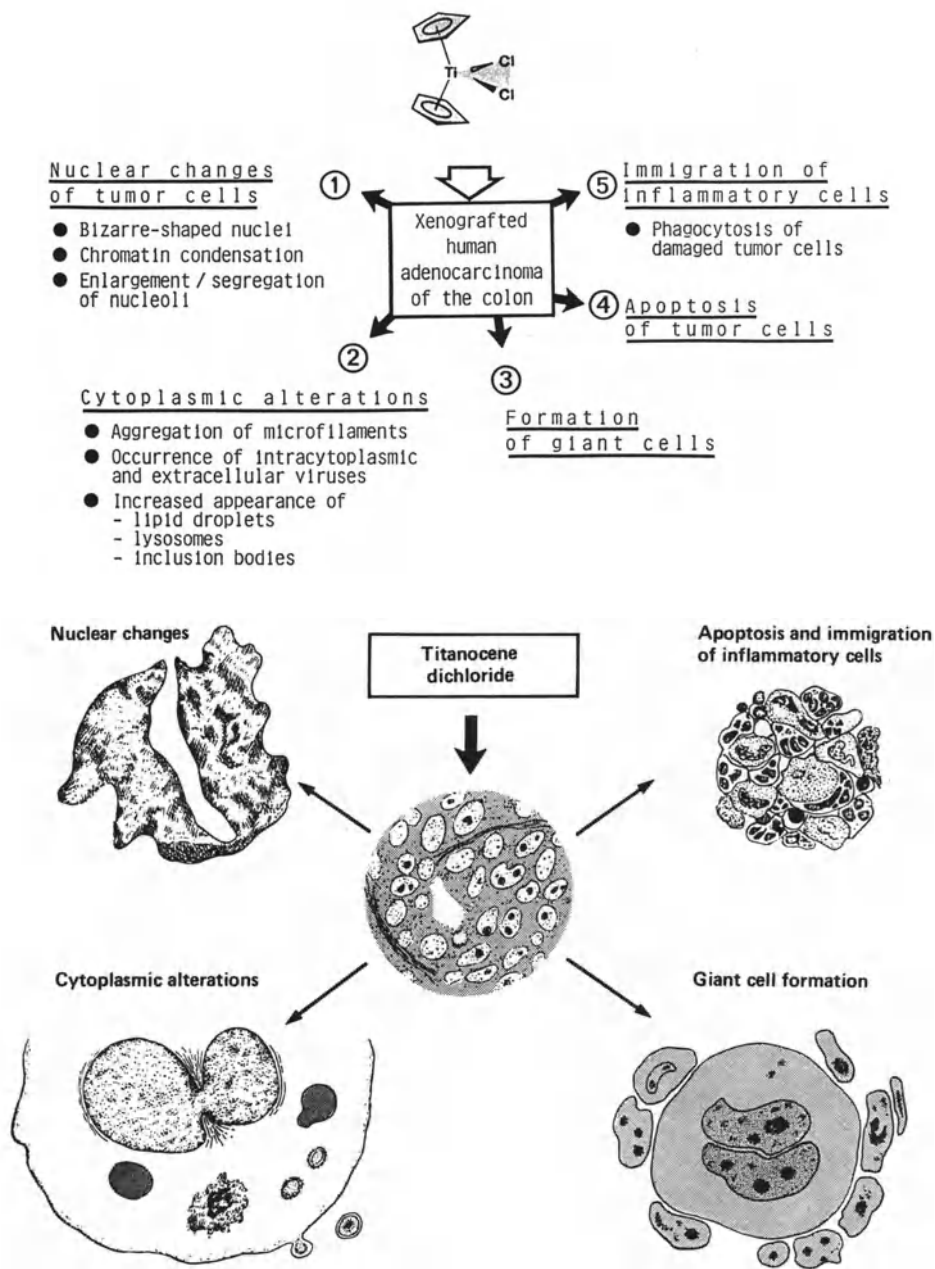 Ti
Cl
Cl
Nuclear changes
of tumor cells
● Bizarre-shaped nuclei
● Chromatin condensation
● Enlargement / segregation
of nucleoli
①
Xenografted
human
adenocarcinoma
of the colon
⑤
Immigration of
inflammatory cells
● Phagocytosis of
damaged tumor cells
④
Apoptosis
of tumor cells
②
Cytoplasmic alterations
● Aggregation of microfilaments
● Occurrence of intracytoplasmic
and extracellular viruses
● Increased appearance of
- lipid droplets
- lysosomes
- inclusion bodies
③
Formation
of giant cells
Nuclear changes
Titanocene
dichloride
Apoptosis and immigration
of inflammatory cells
Cytoplasmic alterations
Giant cell formation